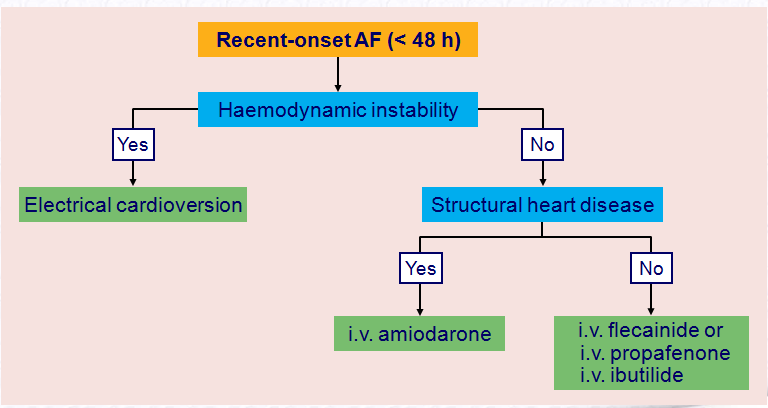 Recent-onset AF (< 48 h)
Haemodynamic instability
Yes
No
Electrical cardioversion
Structural heart disease
Yes
No
i.v. amiodarone
i.v. flecainide or
i.v. propafenone
i.v. ibutilide